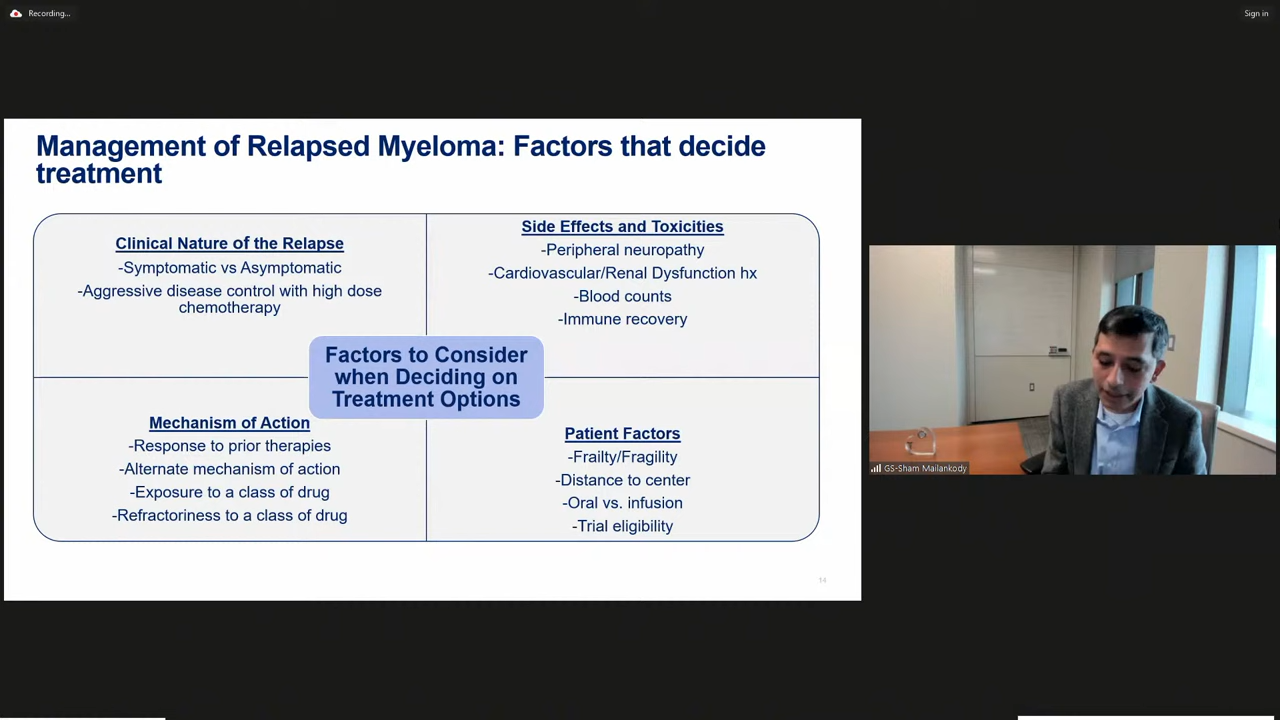 Recording...
Sign in
Management of Relapsed Myeloma: Factors that decide
treatment
Clinical Nature of the Relapse
-Symptomatic vs Asymptomatic
-Aggressive disease control with high dose
chemotherapy
Side Effects and Toxicities
-Peripheral neuropathy
-Cardiovascular/Renal Dysfunction hx
-Blood counts
-Immune recovery
Factors to Consider
when Deciding on
Treatment Options
Mechanism of Action
-Response to prior therapies
-Alternate mechanism of action
-Exposure to a class of drug
-Refractoriness to a class of drug
Patient Factors
-Frailty/Fragility
-Distance to center
-Oral vs. infusion
-Trial eligibility
14
GS-Sham Mailankody